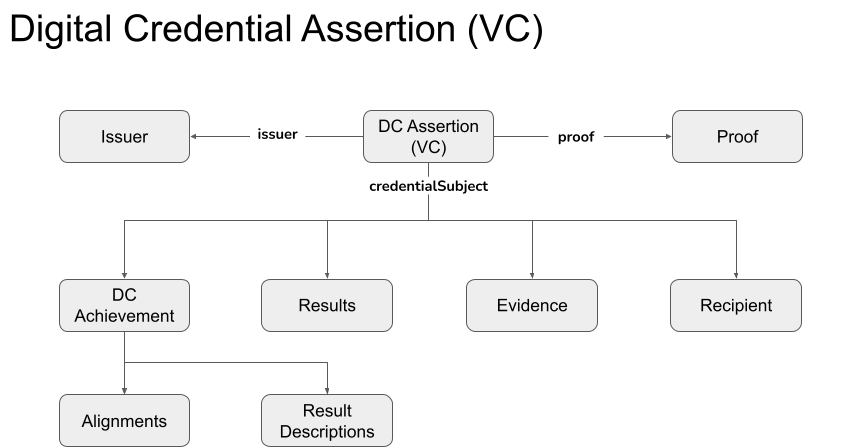 Digital Credential Assertion (VC)
Issuer
issuer
DC Assertion
(VC)
proof
Proof
credentialSubject
DC
Achievement
Results
Evidence
Recipient
Alignments
Result
Descriptions